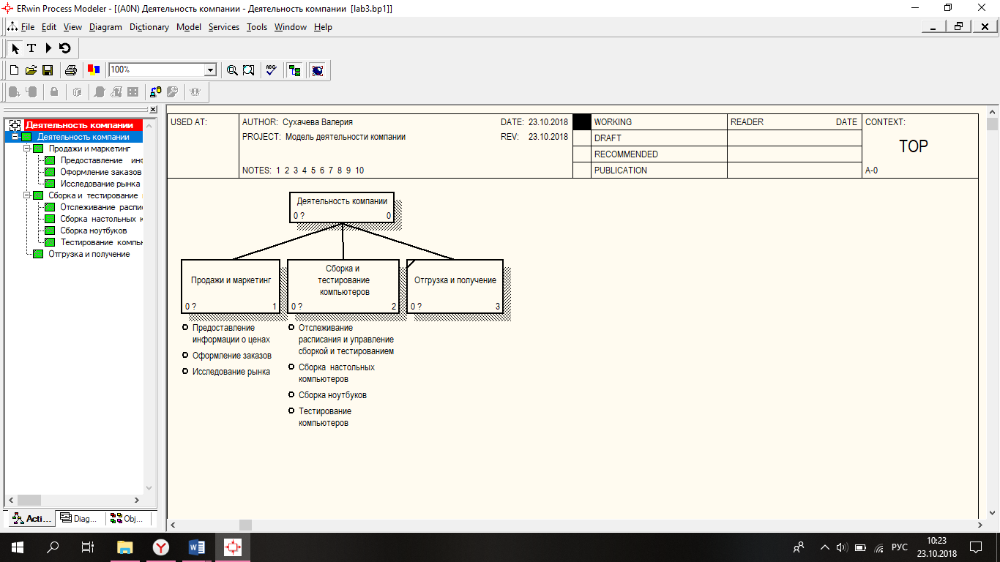 ERwin Process Modeler - [(A0N) Деятельность компании - Деятельность компании [lab3.bp1]]
File Edit View Diagram Dictionary Model Services Tools Window Help
T
100%
ABC
Деятельность компании
Деятельность компании
Продажи и маркетинг
Предоставление инф
Оформление заказов
Исследование рынка
Сборка и тестирование
Отслеживание распис
Сборка настольных к
Сборка ноутбуков
Тестирование компью
Отгрузка и получение
Acti...
Diag...
Obj...
USED AT:
AUTHOR: Сухачева Валерия
DATE: 23.10.2018
PROJECT: Модель деятельности компании
REV: 23.10.2018
NOTES: 1 2 3 4 5 6 7 8 9 10
WORKING
DRAFT
RECOMMENDED
PUBLICATION
READER DATE
CONTEXT:
TOP
A-0
Деятельность компании
0 ? 0
Продажи и маркетинг
0 ? 1
Сборка и
тестирование
компьютеров
0 ? 2
Отгрузка и получение
0 ? 3
Предоставление
информации о ценах
Оформление заказов
Исследование рынка
Отслеживание
расписания и управление
сборкой и тестированием
Сборка настольных
компьютеров
Сборка ноутбуков
Тестирование
компьютеров
РУС
10:23
23.10.2018